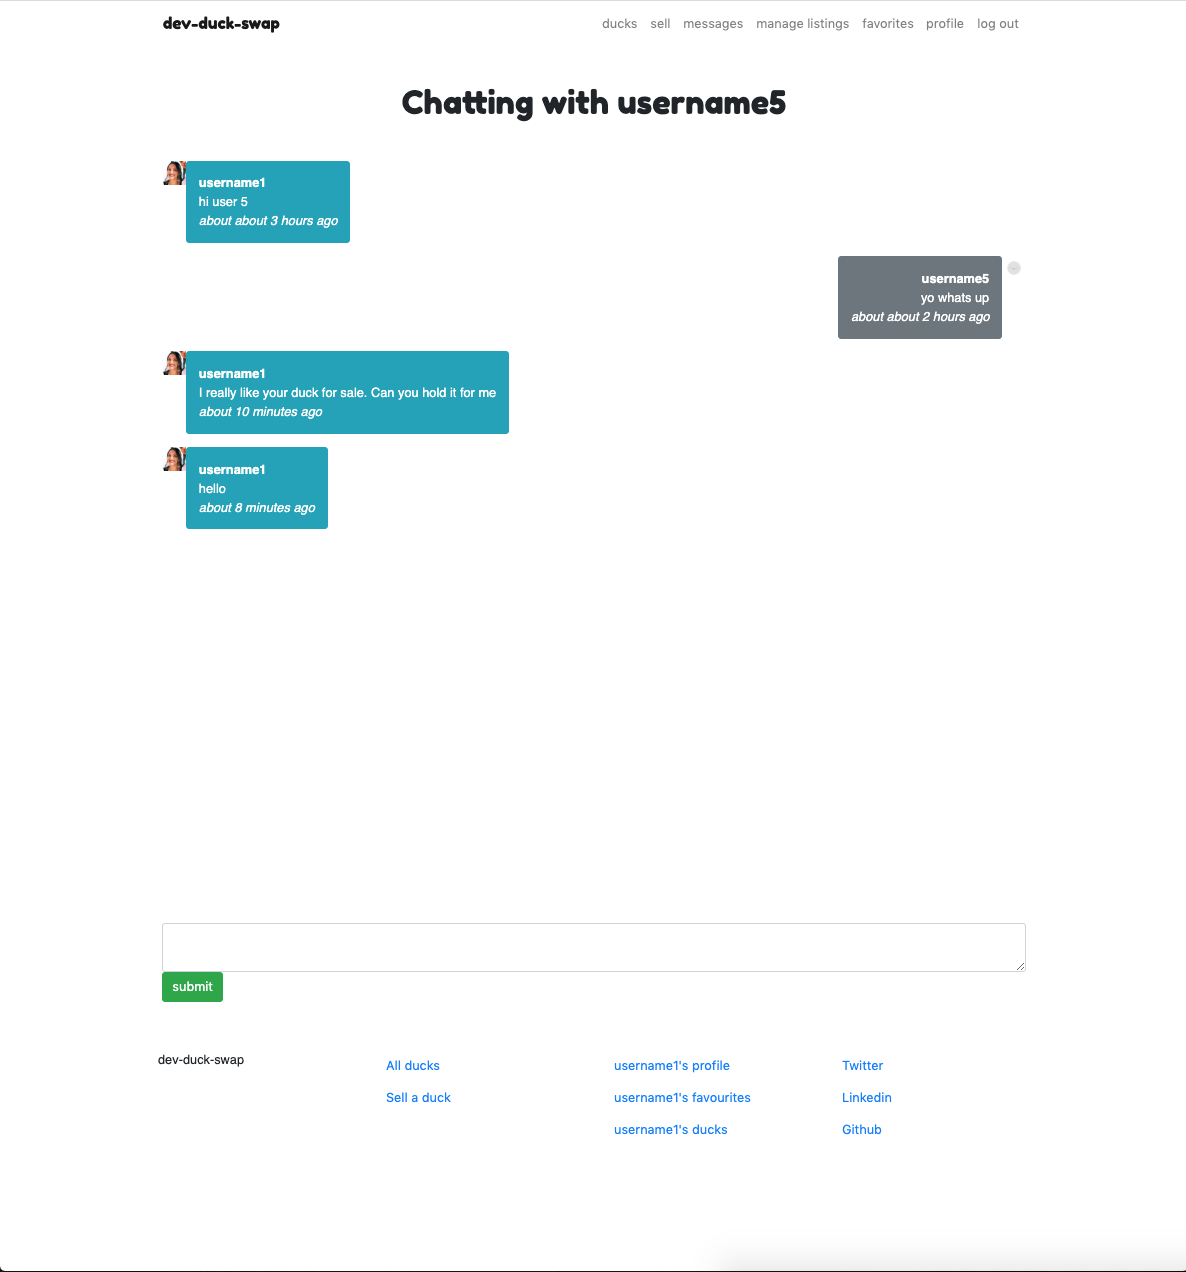 dev-duck-swap
ducks sell messages manage listings favorites profile log out
Chatting with username5
username1
hi user 5
about about 3 hours ago
username5
yo whats up
about about 2 hours ago
username1
I really like your duck for sale. Can you hold it for me
about 10 minutes ago
username1
hello
about 8 minutes ago
submit
dev-duck-swap
All ducks
Sell a duck
username1's profile
username1's favourites
username1's ducks
Twitter
Linkedin
Github